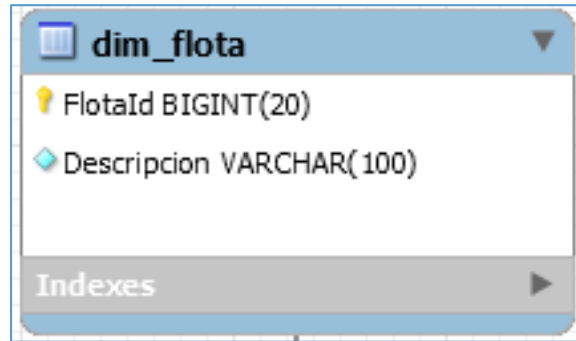 dim_flota
FlotaId BIGINT(20)
Descripcion VARCHAR(100)
Indexes